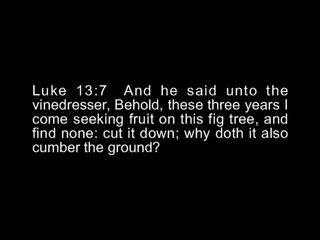 Luke 13:7  And he said unto the
vinedresser, Behold, these three years I
come seeking fruit on this fig tree, and
find none: cut it down; why doth it also
cumber the ground?